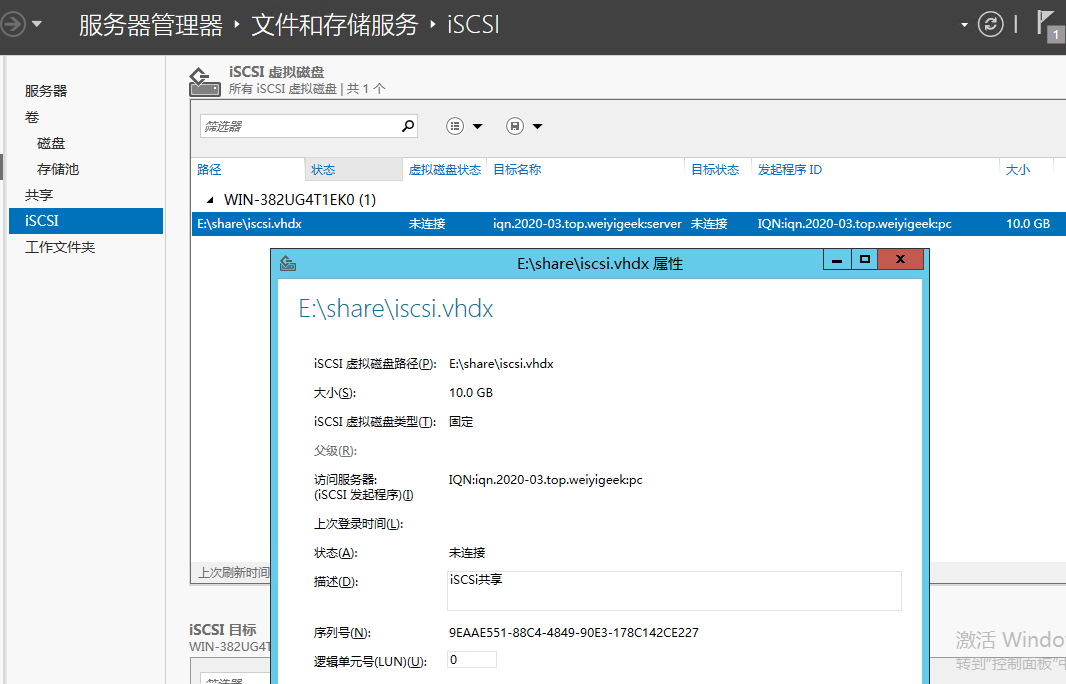 服务器管理器 · 文件和存储服务 · iSCSI
1
服务器
卷
磁盘
存储池
共享
iSCSI
工作文件夹
iSCSI 虚拟磁盘
所有 iSCSI 虚拟磁盘 | 共 1 个
筛选器
路径 状态 虚拟磁盘状态 目标名称 目标状态 发起程序 ID 大小
WIN-382UG4T1EK0 (1)
E:\share\iscsi.vhdx 未连接 iqn.2020-03.top.weiyigeek:server 未连接 IQN:iqn.2020-03.top.weiyigeek:pc 10.0 GB
E:\share\iscsi.vhdx 属性
E:\share\iscsi.vhdx
iSCSI 虚拟磁盘路径(P): E:\share\iscsi.vhdx
大小(S): 10.0 GB
iSCSI 虚拟磁盘类型(T): 固定
父级(R):
访问服务器: IQN:iqn.2020-03.top.weiyigeek:pc
(iSCSI 发起程序)(I)
上次登录时间(L):
状态(A): 未连接
描述(D): iSCSi共享
序列号(N): 9EAAE551-88C4-4849-90E3-178C142CE227
逻辑单元号(LUN)(U): 0
上次刷新时间
iSCSI 目标
WIN-382UG4T
筛选器
激活 Windo
转到"控制面板"中